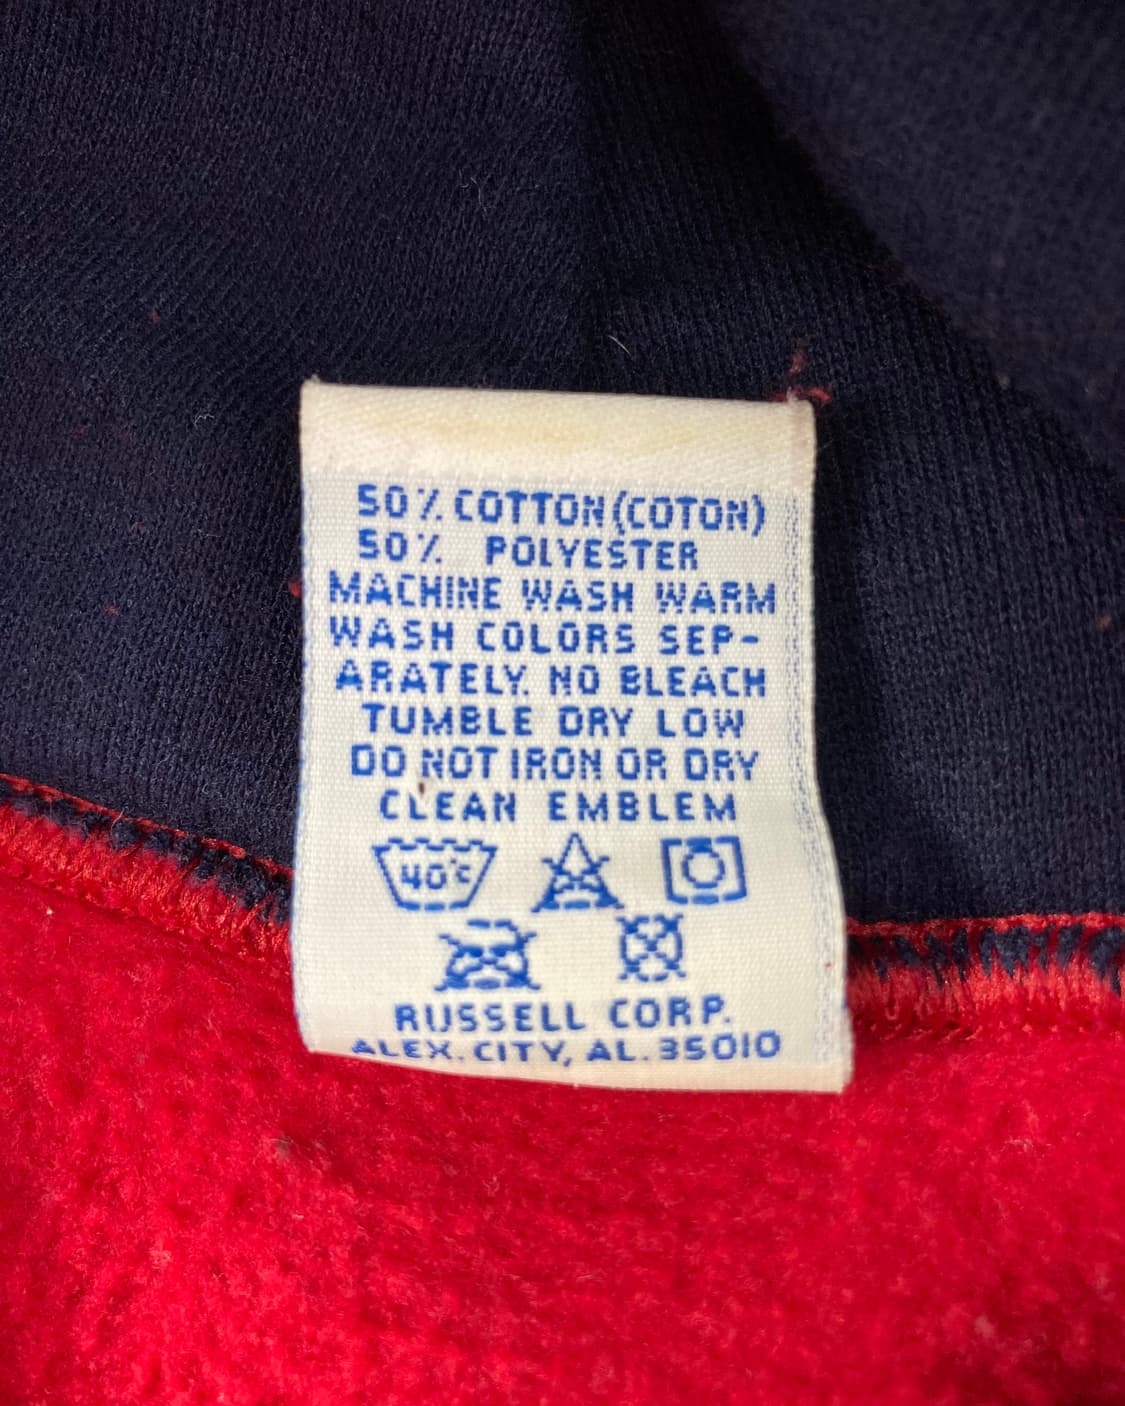 50% COTTON (COTON)
50% POLYESTER
MACHINE WASH WARM
WASH COLORS SEP-
ARATELY. NO BLEACH
TUMBLE DRY LOW
DO NOT IRON OR DRY
CLEAN EMBLEM
40°C
RUSSELL CORP.
ALEX. CITY, AL. 35010